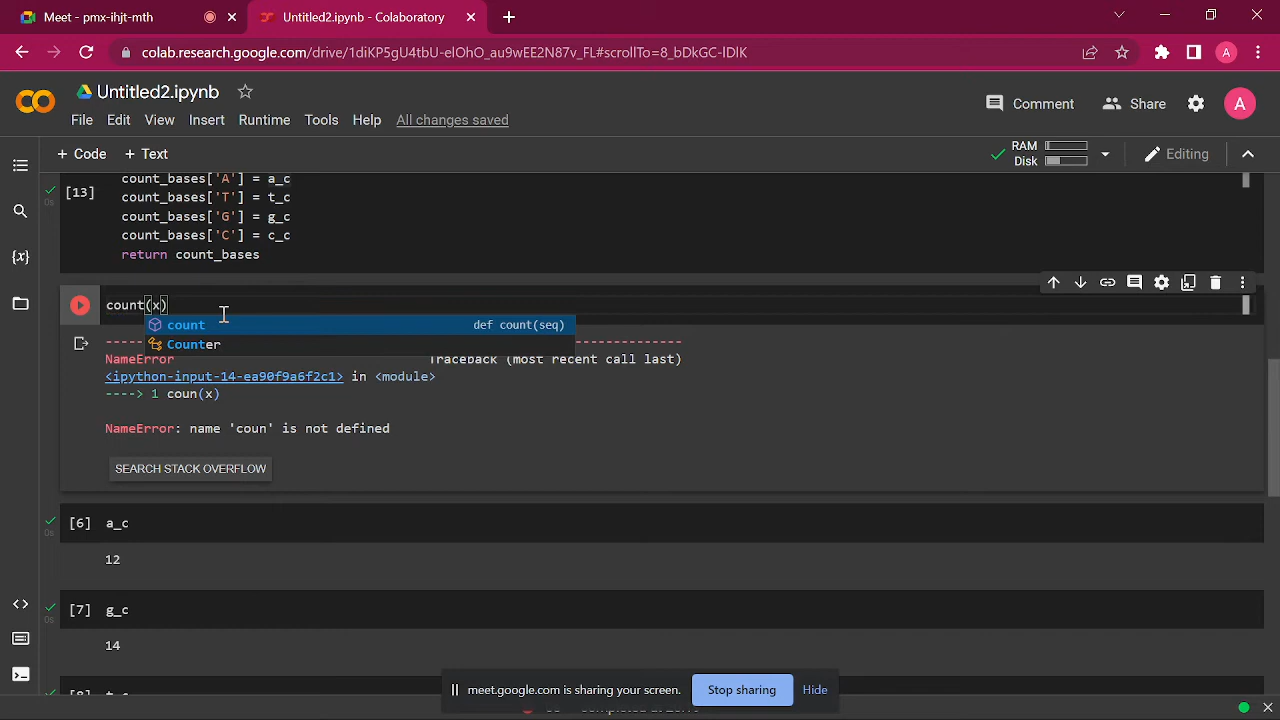 Meet - pmx-ihjt-mth
Untitled2.ipynb - Colaboratory
colab.research.google.com/drive/1diKP5gU4tbU-elOhO_au9wEE2N87v_FL#scrollTo=8_bDkGC-lDlK
A
Untitled2.ipynb
Comment
Share
A
File Edit View Insert Runtime Tools Help All changes saved
+ Code + Text
RAM
Disk
Editing
[13]
0s
count_bases['A'] = a_c
count_bases['T'] = t_c
count_bases['G'] = g_c
count_bases['C'] = c_c
return count_bases
count(x)
count def count(seq)
Counter
NameError Traceback (most recent call last)
<ipython-input-14-ea90f9a6f2c1> in <module>
----> 1 coun(x)
NameError: name 'coun' is not defined
SEARCH STACK OVERFLOW
[6] a_c
0s
12
[7] g_c
0s
14
meet.google.com is sharing your screen. Stop sharing Hide